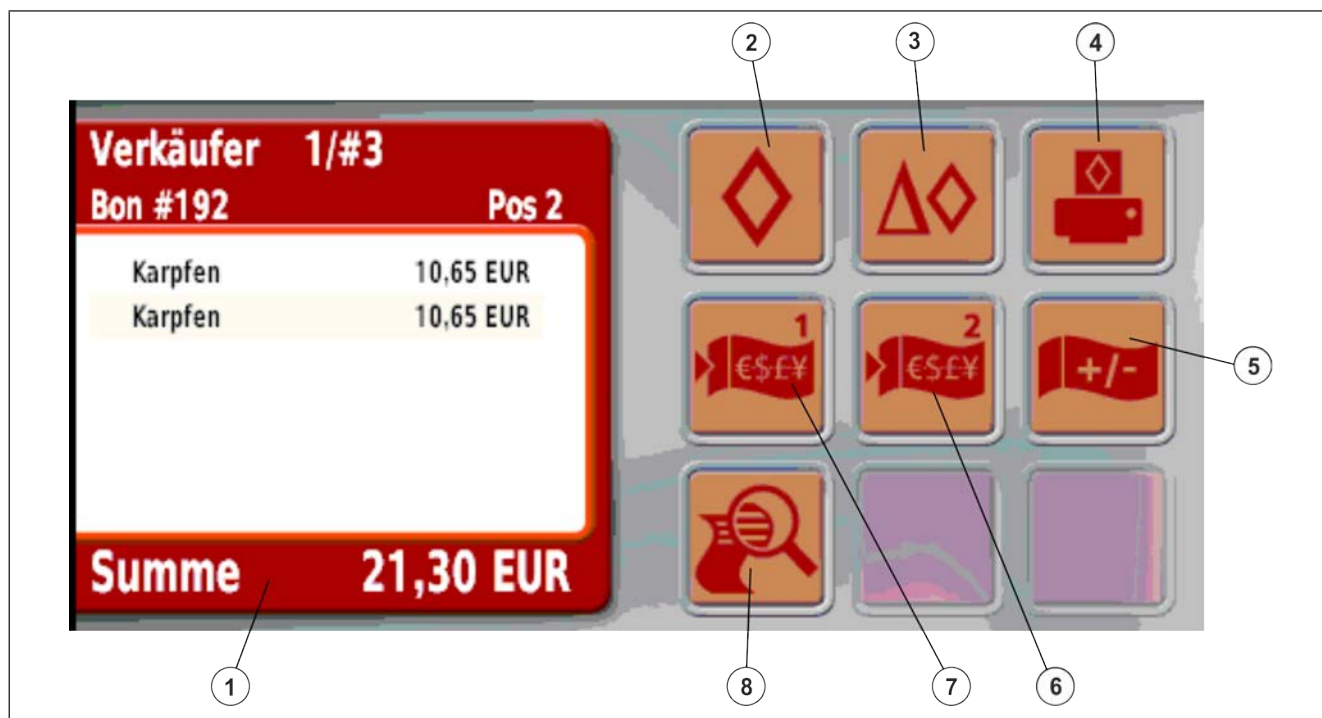 2 3 4
Verkäufer 1/#3
Bon #192 Pos 2
Karpfen 10,65 EUR
Karpfen 10,65 EUR
1 2
€$£¥ €$£¥ +/-
5
Summe 21,30 EUR
1 8 7 6